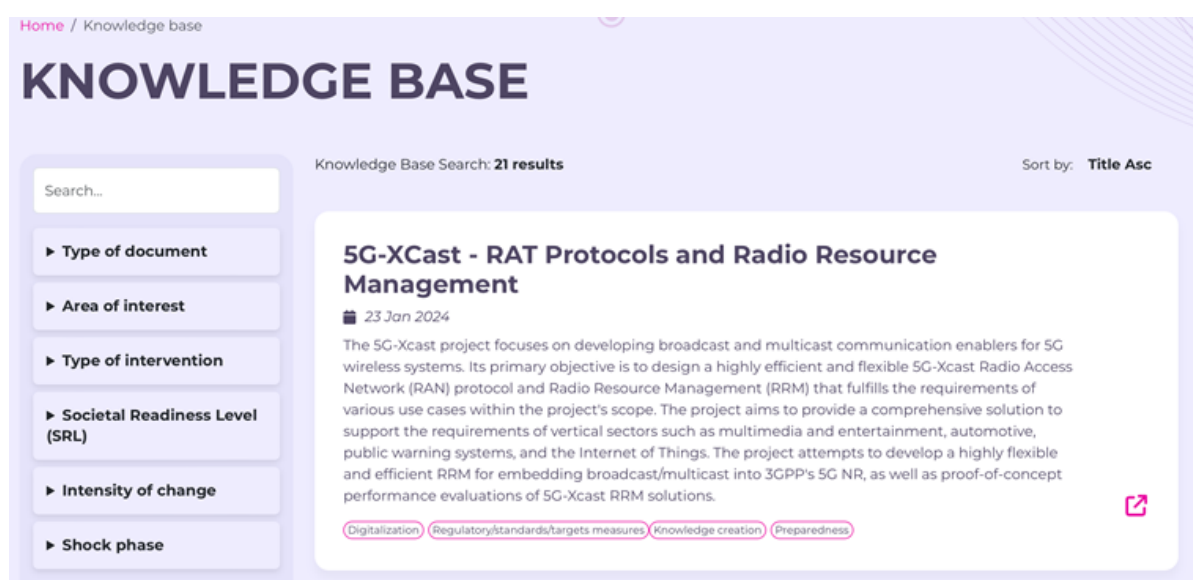 Home / Knowledge base
KNOWLEDGE BASE
Search...
▶ Type of document
▶ Area of interest
▶ Type of intervention
▶ Societal Readiness Level
(SRL)
▶ Intensity of change
▶ Shock phase
Knowledge Base Search: 21 results
Sort by: Title Asc
5G-XCast - RAT Protocols and Radio Resource
Management
23 Jan 2024
The 5G-Xcast project focuses on developing broadcast and multicast communication enablers for 5G
wireless systems. Its primary objective is to design a highly efficient and flexible 5G-Xcast Radio Access
Network (RAN) protocol and Radio Resource Management (RRM) that fulfills the requirements of
various use cases within the project's scope. The project aims to provide a comprehensive solution to
support the requirements of vertical sectors such as multimedia and entertainment, automotive,
public warning systems, and the Internet of Things. The project attempts to develop a highly flexible
and efficient RRM for embedding broadcast/multicast into 3GPP's 5G NR, as well as proof-of-concept
performance evaluations of 5G-Xcast RRM solutions.
Digitalization Regulatory/standards/targets measures Knowledge creation Preparedness